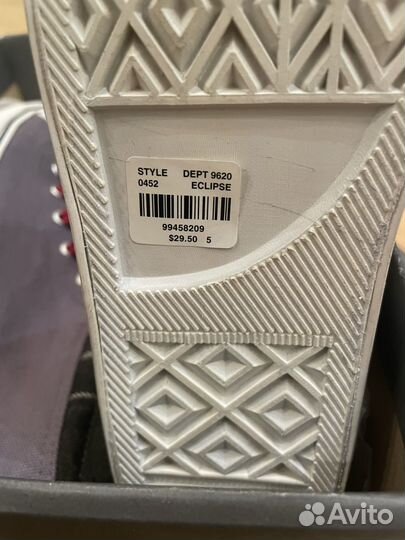 STYLE DEPT 9620
0452 ECLIPSE
99458209
$29.50 5
Avito